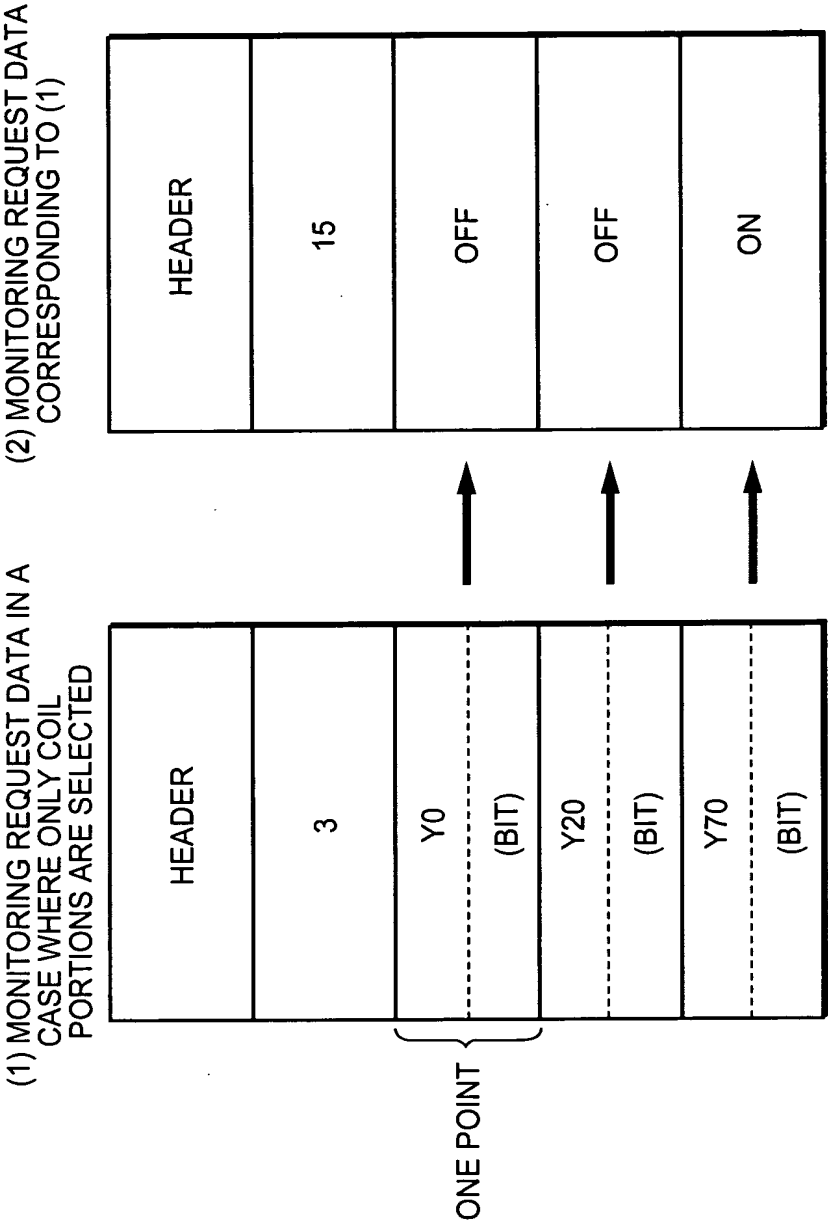 (1) MONITORING REQUEST DATA IN A
CASE WHERE ONLY COIL
PORTIONS ARE SELECTED
HEADER
3
ONE POINT
Y0
(BIT)
Y20
(BIT)
Y70
(BIT)
(2) MONITORING REQUEST DATA
CORRESPONDING TO (1)
HEADER
15
OFF
OFF
ON